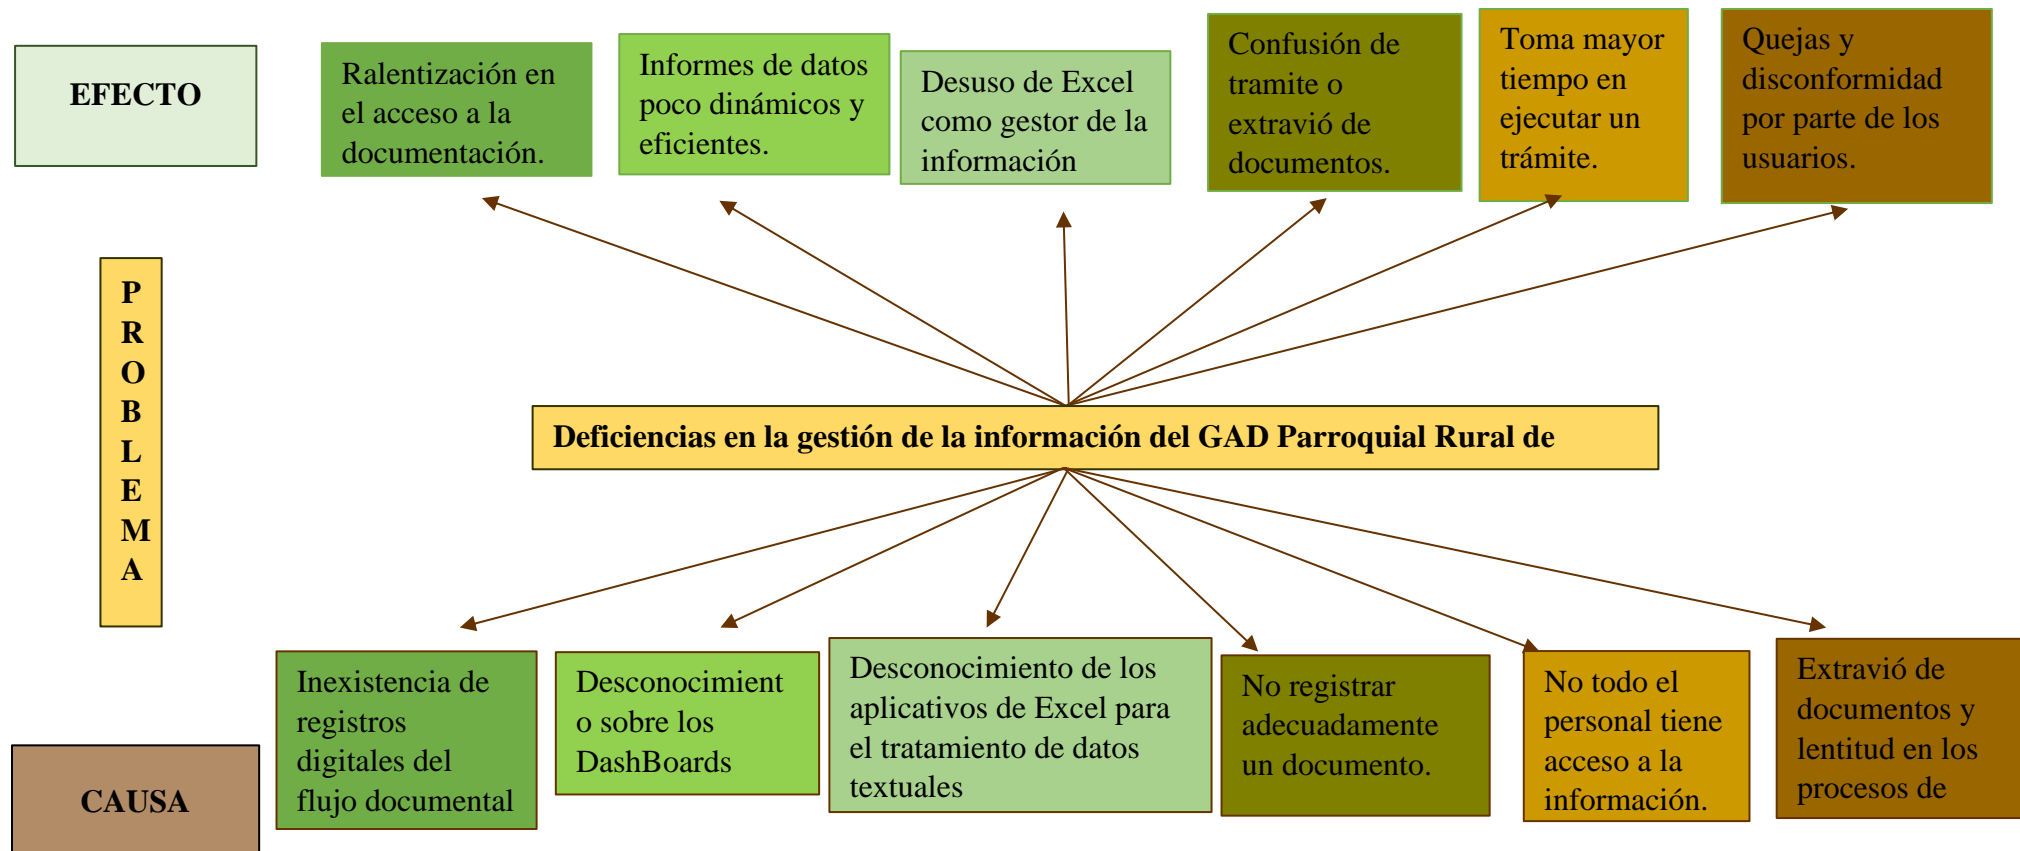 EFECTO
Ralentización en
el acceso a la
documentación.
Informes de datos
poco dinámicos y
eficientes.
Desuso de Excel
como gestor de la
información
Confusión de
tramite o
extravió de
documentos.
Toma mayor
tiempo en
ejecutar un
trámite.
Quejas y
disconformidad
por parte de los
usuarios.
P
R
O
B
L
E
M
A
Deficiencias en la gestión de la información del GAD Parroquial Rural de
CAUSA
Inexistencia de
registros
digitales del
flujo documental
Desconocimient
o sobre los
DashBoards
Desconocimiento de los
aplicativos de Excel para
el tratamiento de datos
textuales
No registrar
adecuadamente
un documento.
No todo el
personal tiene
acceso a la
información.
Extravió de
documentos y
lentitud en los
procesos de